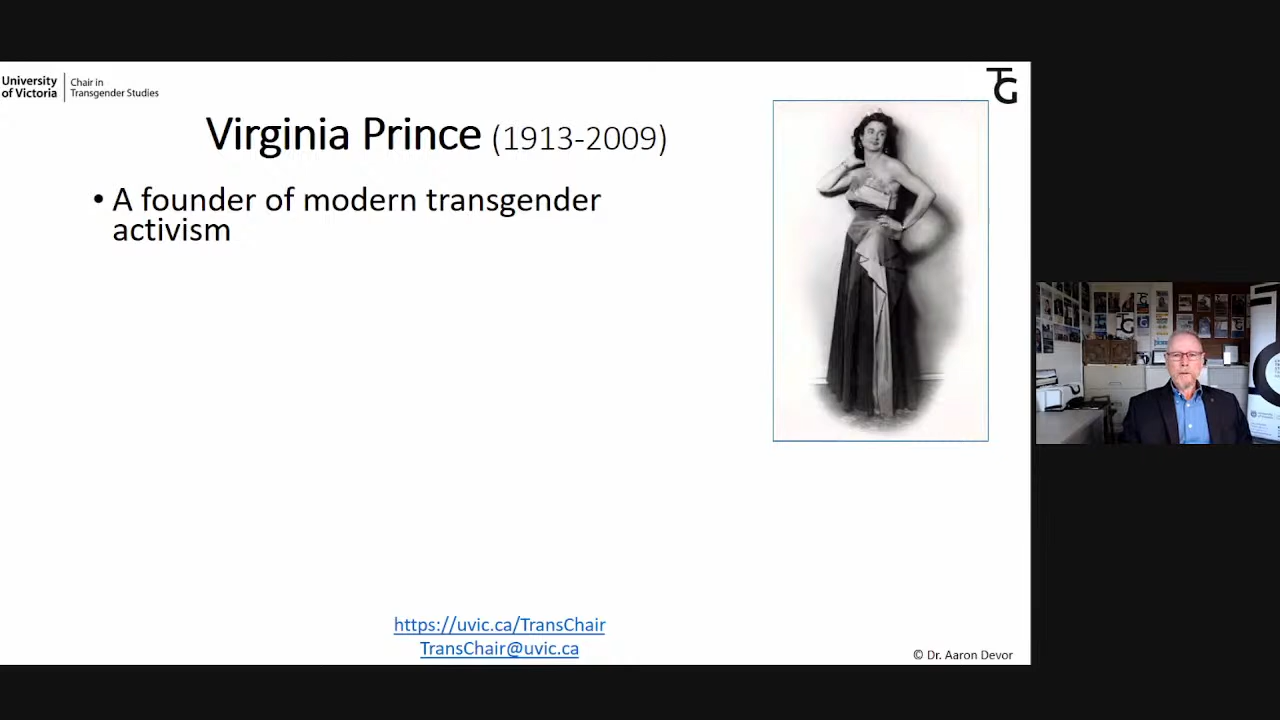 University
of Victoria
Chair in
Transgender Studies
TG
Virginia Prince (1913-2009)
• A founder of modern transgender
activism
https://uvic.ca/TransChair
TransChair@uvic.ca
© Dr. Aaron Devor